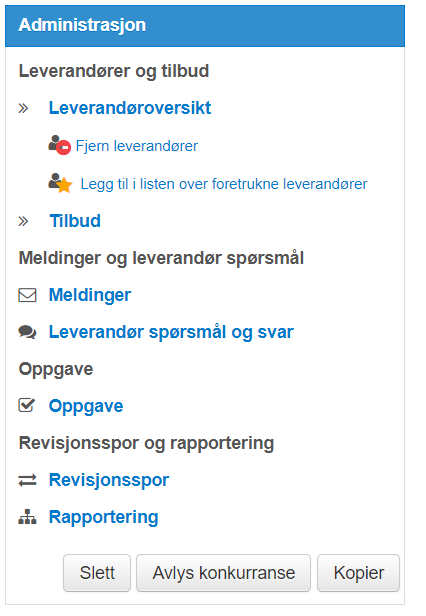 Administrasjon
Leverandører og tilbud
Leverandøroversikt
Fjern leverandører
Legg til i listen over foretrukne leverandører
Tilbud
Meldinger og leverandør spørsmål
Meldinger
Leverandør spørsmål og svar
Oppgave
Oppgave
Revisjonsspor og rapportering
Revisjonsspor
Rapportering
Slett Avlys konkurranse Kopier